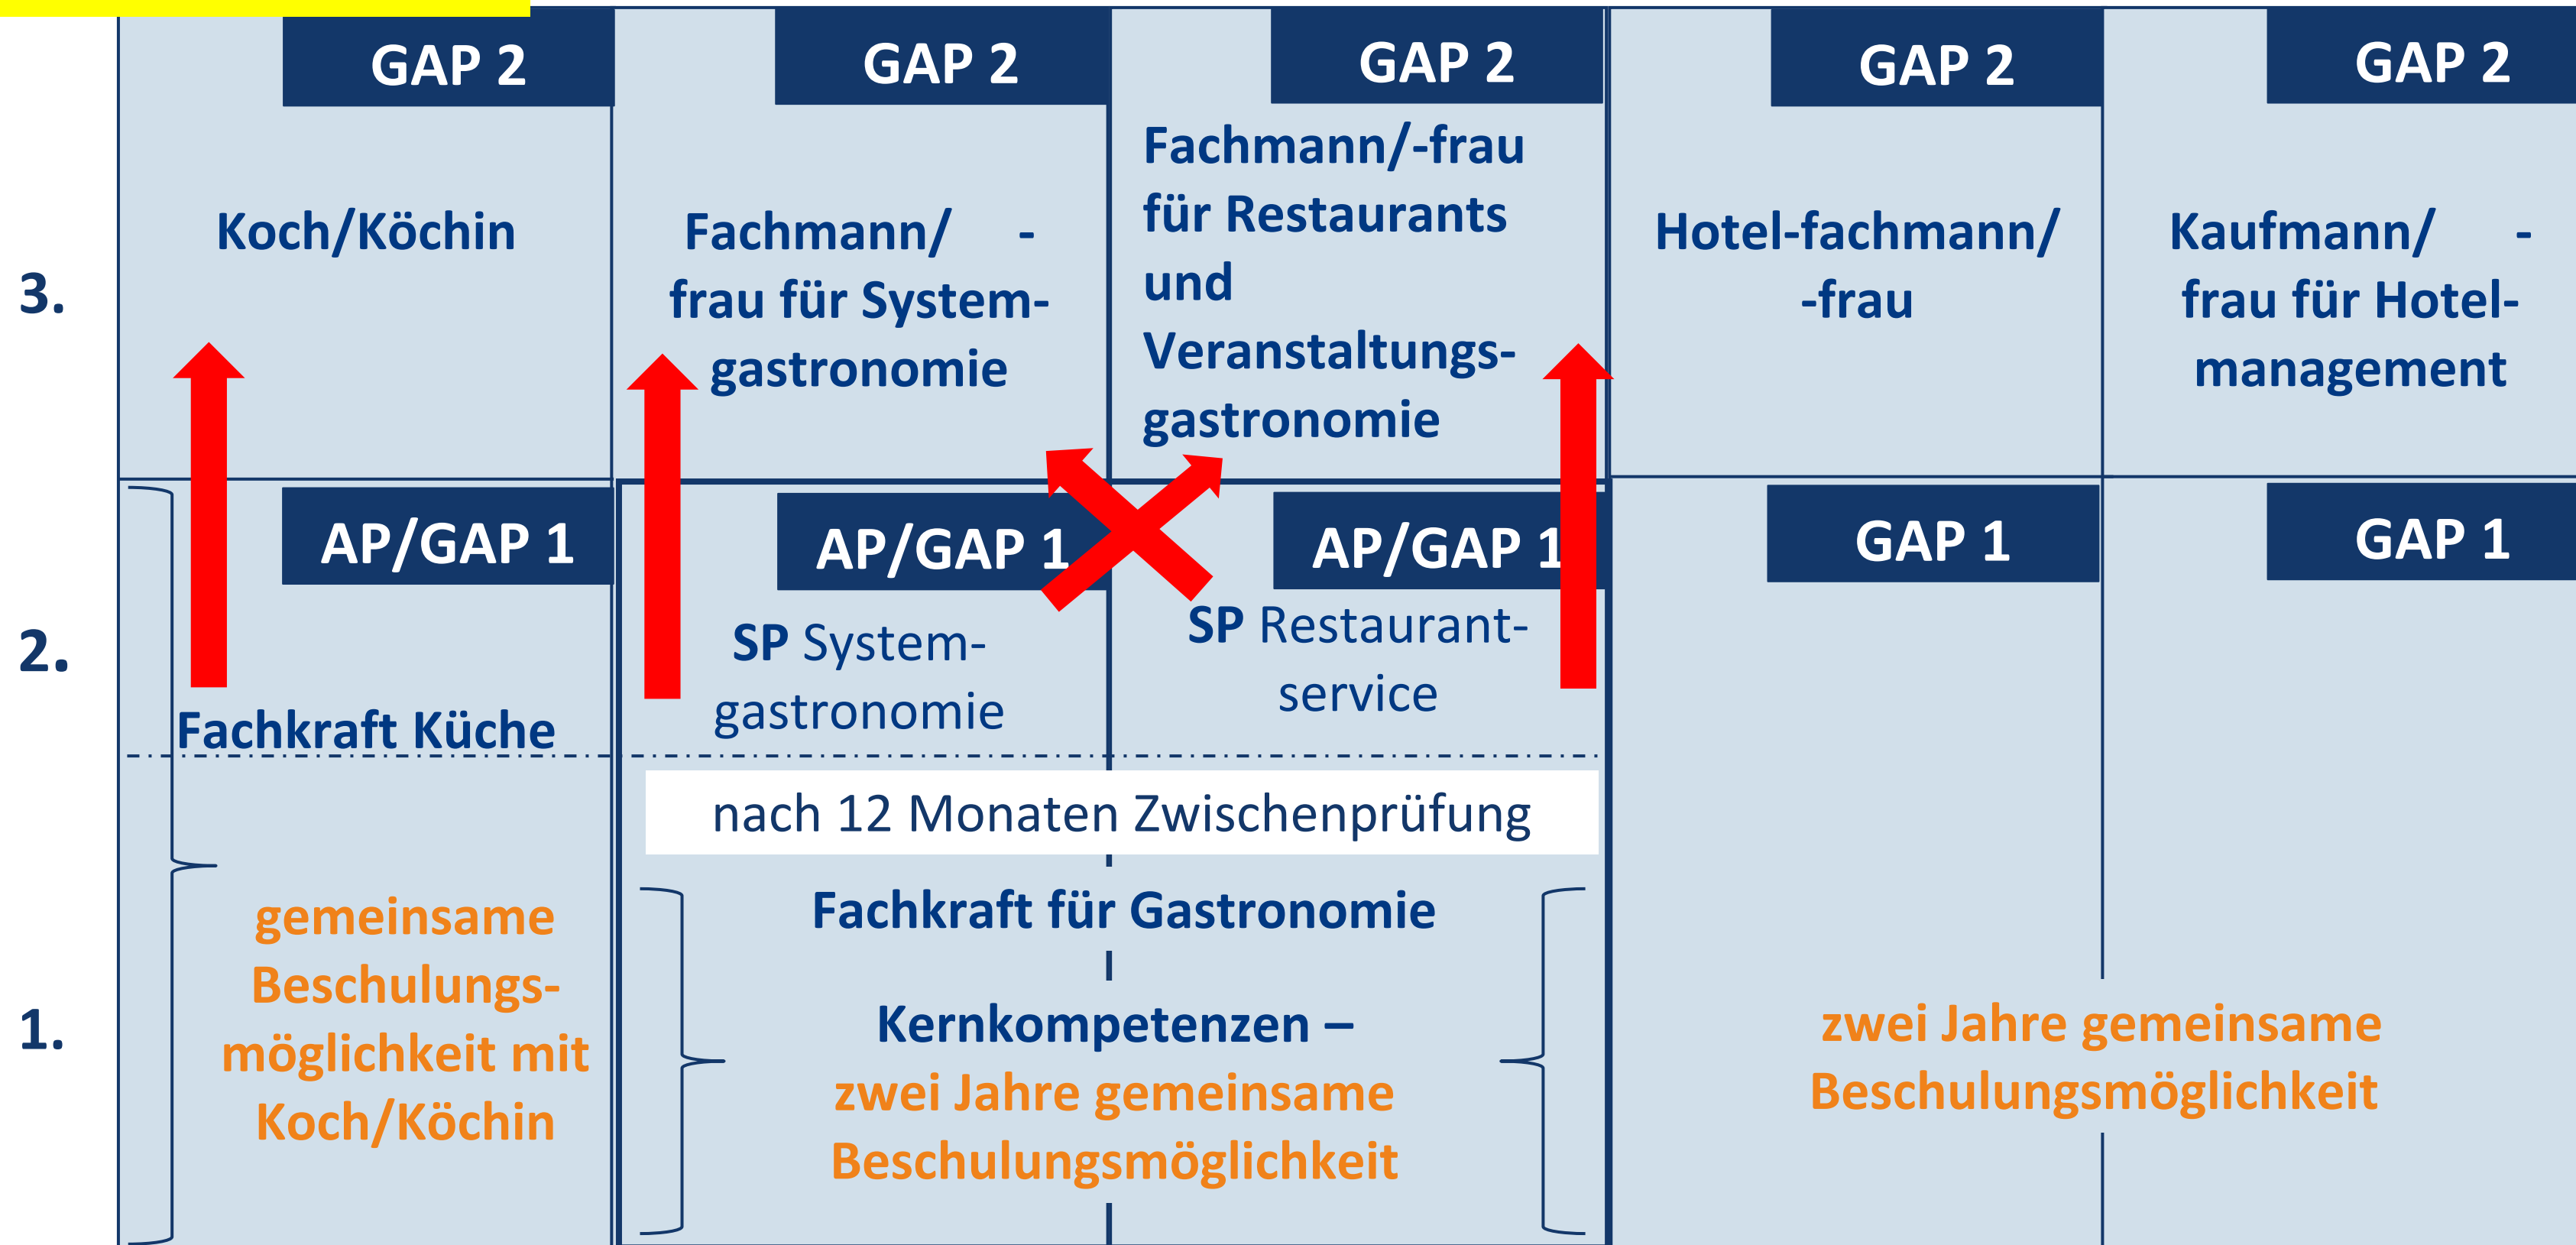 GAP 2
GAP 2
GAP 2
GAP 2
GAP 2
3.
Koch/Köchin
Fachmann/ -
frau für System-
gastronomie
Fachmann/-frau
für Restaurants
und
Veranstaltungs-
gastronomie
Hotel-fachmann/
-frau
Kaufmann/ -
frau für Hotel-
management
AP/GAP 1
AP/GAP 1
AP/GAP 1
GAP 1
GAP 1
2.
Fachkraft Küche
SP System-
gastronomie
SP Restaurant-
service
nach 12 Monaten Zwischenprüfung
1.
gemeinsame
Beschulungs-
möglichkeit mit
Koch/Köchin
Fachkraft für Gastronomie
Kernkompetenzen –
zwei Jahre gemeinsame
Beschulungsmöglichkeit
zwei Jahre gemeinsame
Beschulungsmöglichkeit